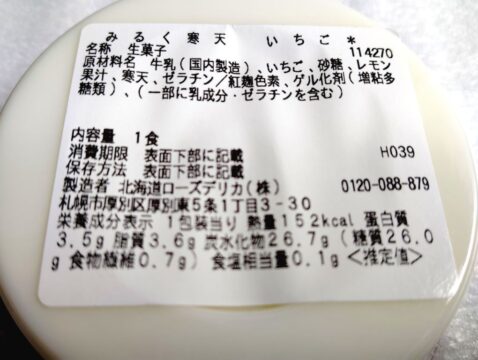 みるく寒天 いちご*
名称 生菓子 114270
原材料名 牛乳(国内製造)、いちご、砂糖、レモン
果汁、寒天、ゼラチン/紅麹色素、ゲル化剤(増粘多
糖類)、(一部に乳成分・ゼラチンを含む)
内容量 1食
消費期限 表面下部に記載 H039
保存方法 表面下部に記載
製造者 北海道ローズデリカ(株) 0120-088-879
札幌市厚別区厚別東5条1丁目3-30
栄養成分表示 1包装当り 熱量152kcal 蛋白質
3.5g 脂質3.6g 炭水化物26.7g(糖質26.0
g 食物繊維0.7g) 食塩相当量0.1g <推定値>